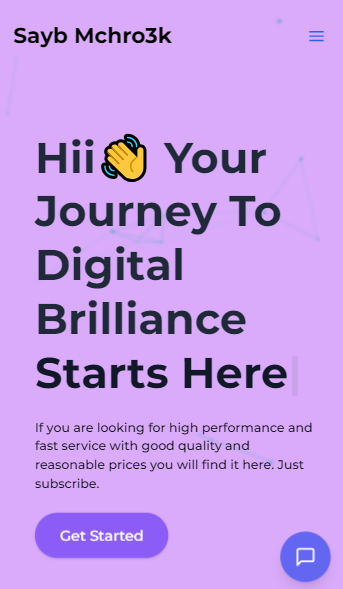 Sayb Mchro3k
Hii👋 Your
Journey To
Digital
Brilliance
Starts Here
If you are looking for high performance and
fast service with good quality and
reasonable prices you will find it here. Just
subscribe.
Get Started